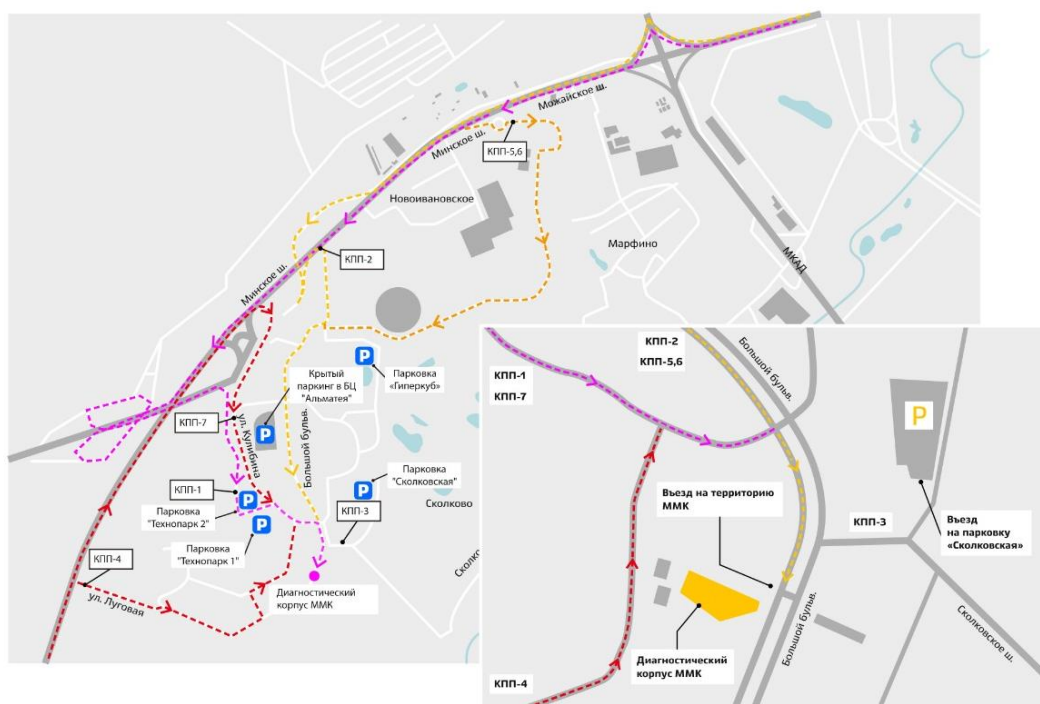 Можайское ш.
Минское ш.
КПП-5,6
Новоивановское
Марфино
МКАД
КПП-2
Минское ш.
Крытый
паркинг в БЦ
"Альматея"
P
Парковка
«Гиперкуб»
КПП-7
ул. Кулибина
P
Большой бульв.
Парковка
"Сколковская"
P
Сколково
КПП-1
P
Парковка
"Технопарк 2"
P
КПП-3
Парковка
"Технопарк 1"
КПП-4
ул. Луговая
Диагностический
корпус ММК
КПП-2
КПП-5,6
Большой бульв.
КПП-1
КПП-7
P
Въезд на территорию
ММК
КПП-3
Въезд
на парковку
«Сколковская»
Большой бульв.
Сколковское ш.
Диагностический
корпус ММК
КПП-4